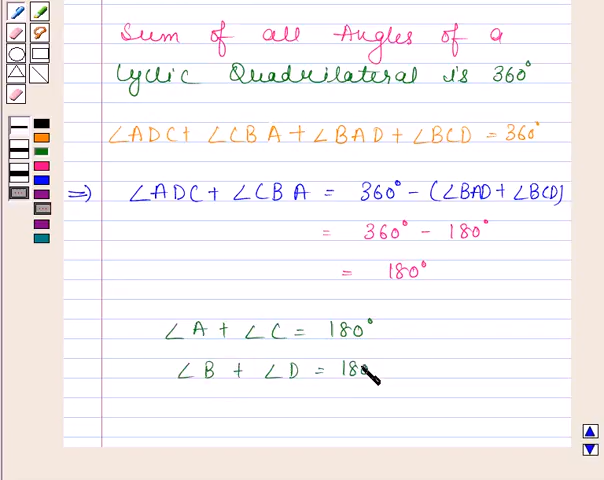 Sum of all Angles of a
Cyclic Quadrilateral is 360°
∠ADC + ∠CBA + ∠BAD + ∠BCD = 360°
⇒ ∠ADC + ∠CBA = 360° - (∠BAD + ∠BCD)
= 360° - 180°
= 180°
∠A + ∠C = 180°
∠B + ∠D = 180